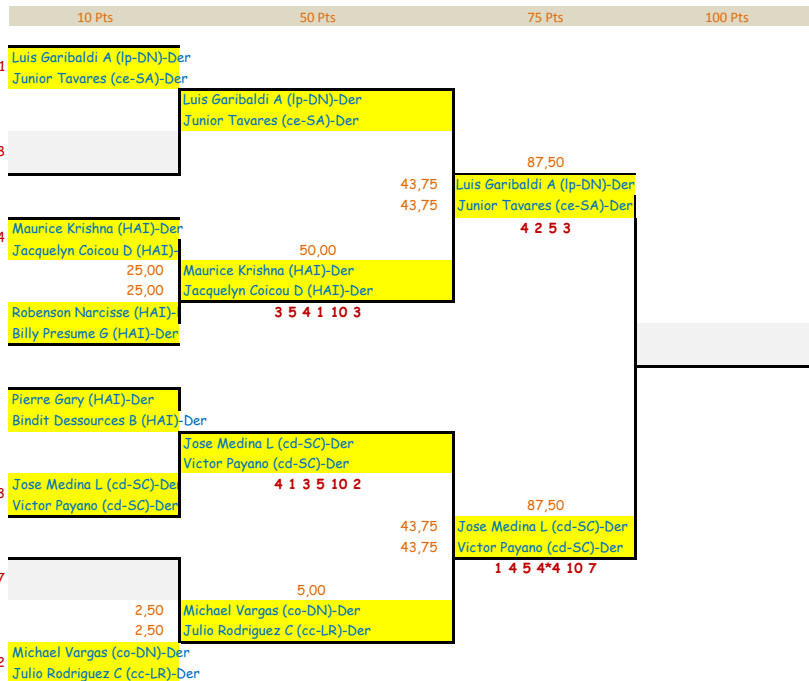 10 Pts 50 Pts 75 Pts 100 Pts
1 Luis Garibaldi A (lp-DN)-Der
Junior Tavares (ce-SA)-Der
Luis Garibaldi A (lp-DN)-Der
Junior Tavares (ce-SA)-Der
3
87,50
43,75 Luis Garibaldi A (lp-DN)-Der
43,75 Junior Tavares (ce-SA)-Der
4 2 5 3
4 Maurice Krishna (HAI)-Der
Jacquelyn Coicou D (HAI)-
50,00
25,00 Maurice Krishna (HAI)-Der
25,00 Jacquelyn Coicou D (HAI)-Der
3 5 4 1 10 3
Robenson Narcisse (HAI)-
Billy Presume G (HAI)-Der
Pierre Gary (HAI)-Der
Bindit Dessources B (HAI)-Der
Jose Medina L (cd-SC)-Der
Victor Payano (cd-SC)-Der
4 1 3 5 10 2
3 Jose Medina L (cd-SC)-De
Victor Payano (cd-SC)-Der
87,50
43,75 Jose Medina L (cd-SC)-Der
43,75 Victor Payano (cd-SC)-Der
1 4 5 4*4 10 7
7
5,00
2,50 Michael Vargas (co-DN)-Der
2,50 Julio Rodriguez C (cc-LR)-Der
2 Michael Vargas (co-DN)-Der
Julio Rodriguez C (cc-LR)-Der